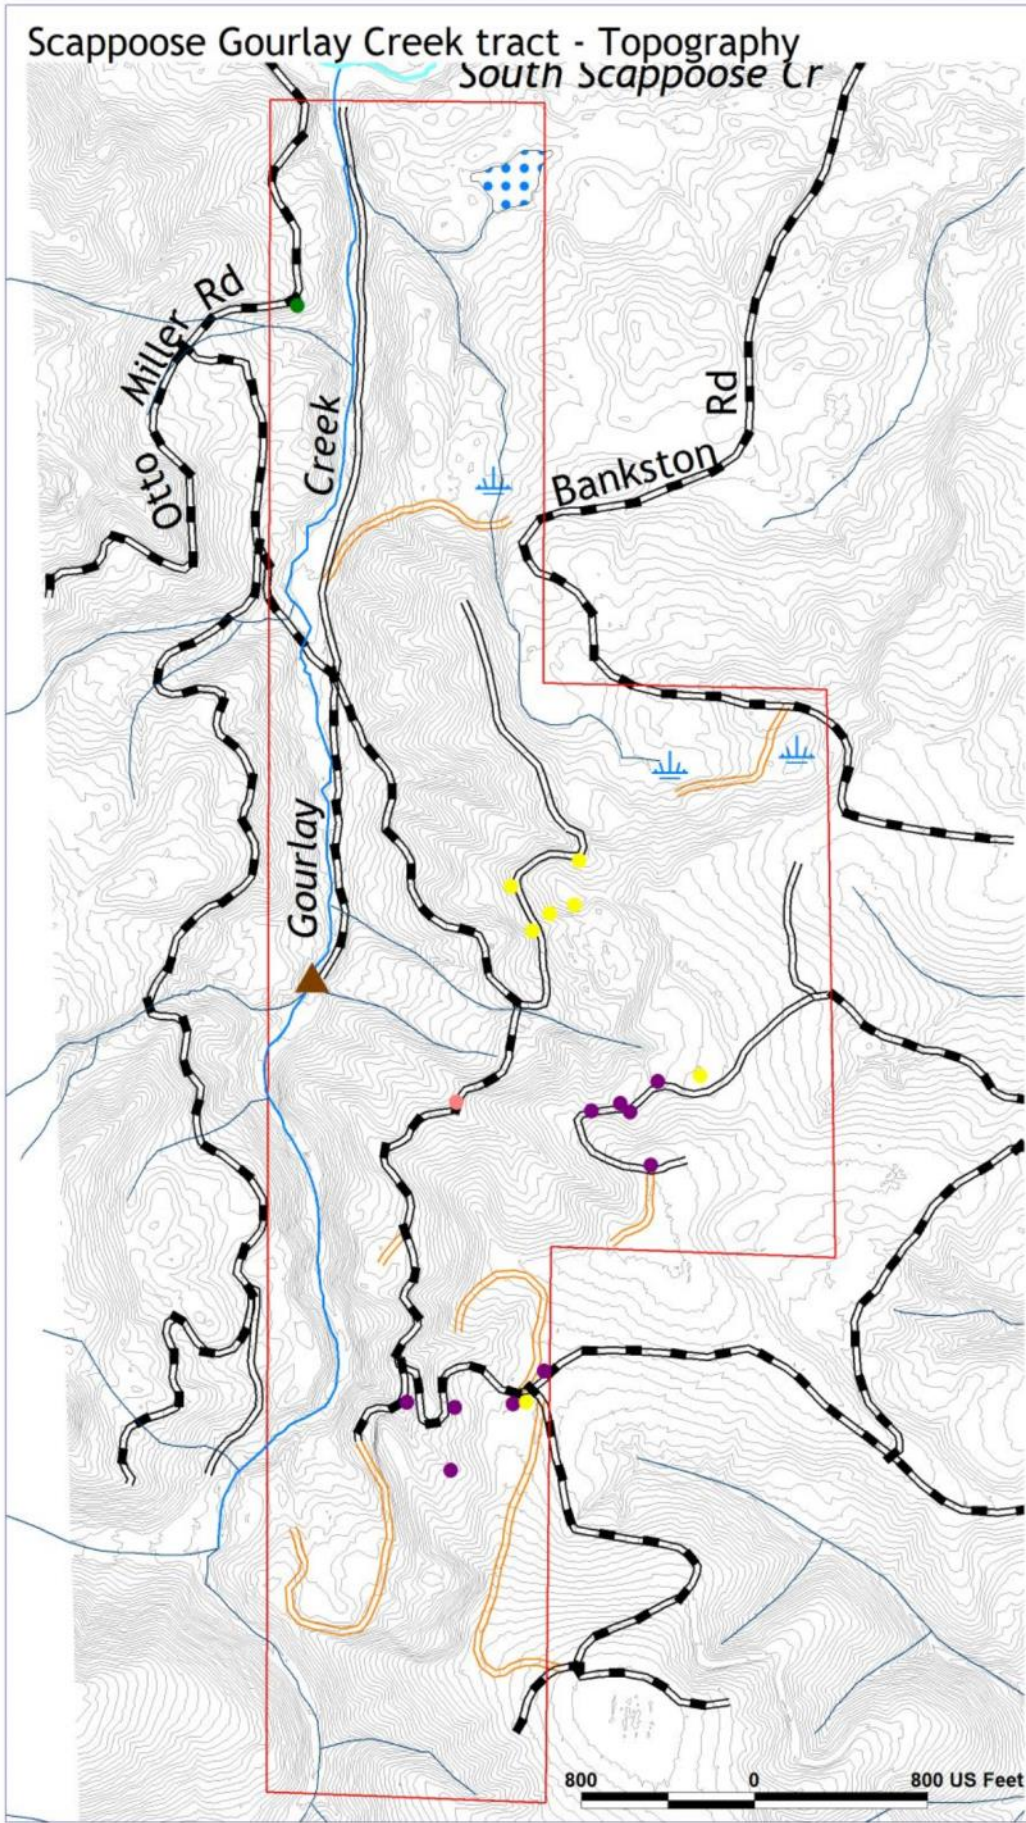 Scappoose Gourlay Creek tract - Topography
South Scappoose Cr
Otto Miller Rd
Creek
Rd
Bankston
Gourlay
800 0 800 US Feet